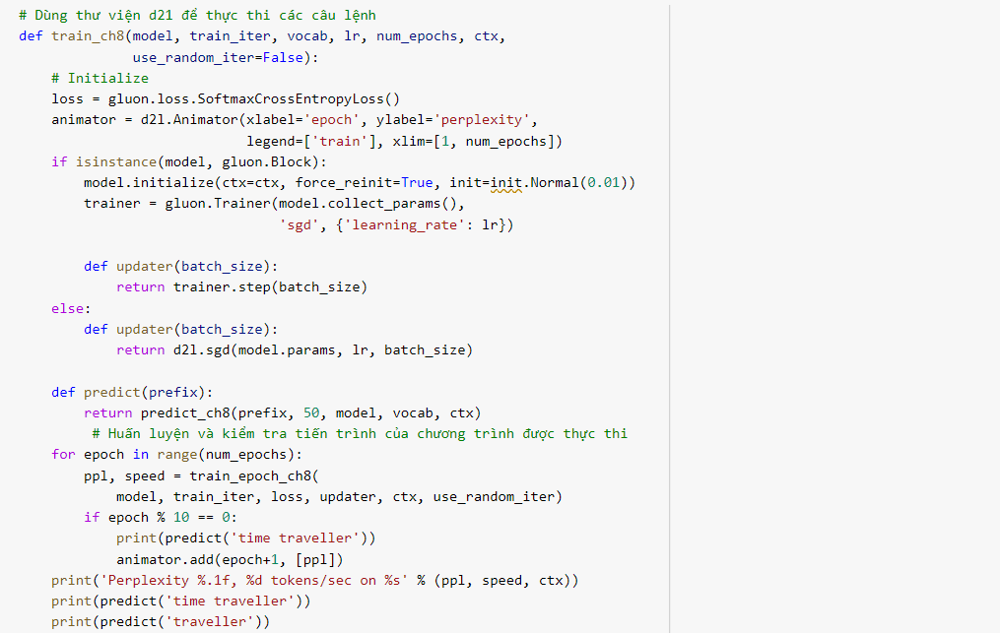 # Dùng thư viện d21 để thực thi các câu lệnh
def train_ch8(model, train_iter, vocab, lr, num_epochs, ctx,
              use_random_iter=False):
    # Initialize
    loss = gluon.loss.SoftmaxCrossEntropyLoss()
    animator = d2l.Animator(xlabel='epoch', ylabel='perplexity',
                            legend=['train'], xlim=[1, num_epochs])
    if isinstance(model, gluon.Block):
        model.initialize(ctx=ctx, force_reinit=True, init=init.Normal(0.01))
        trainer = gluon.Trainer(model.collect_params(),
                                'sgd', {'learning_rate': lr})
        def updater(batch_size):
            return trainer.step(batch_size)
    else:
        def updater(batch_size):
            return d2l.sgd(model.params, lr, batch_size)
    def predict(prefix):
        return predict_ch8(prefix, 50, model, vocab, ctx)
         # Huấn luyện và kiểm tra tiến trình của chương trình được thực thi
    for epoch in range(num_epochs):
        ppl, speed = train_epoch_ch8(
            model, train_iter, loss, updater, ctx, use_random_iter)
        if epoch % 10 == 0:
            print(predict('time traveller'))
            animator.add(epoch+1, [ppl])
    print('Perplexity %.1f, %d tokens/sec on %s' % (ppl, speed, ctx))
    print(predict('time traveller'))
    print(predict('traveller'))